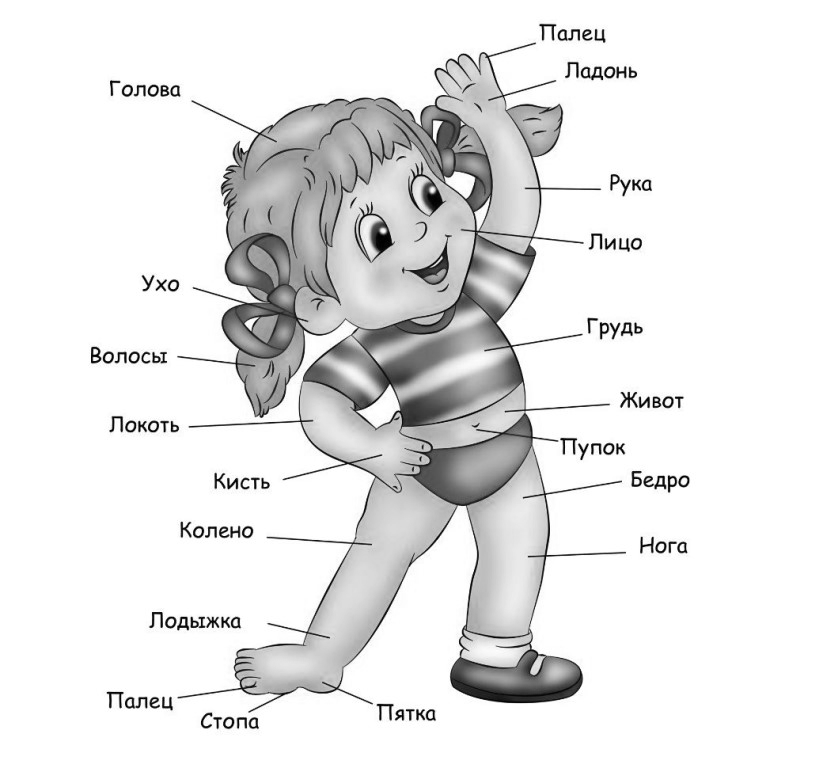 Палец
Ладонь
Голова
Рука
Лицо
Ухо
Грудь
Волосы
Живот
Локоть
Пупок
Кисть
Бедро
Колено
Нога
Лодыжка
Палец
Стопа
Пятка